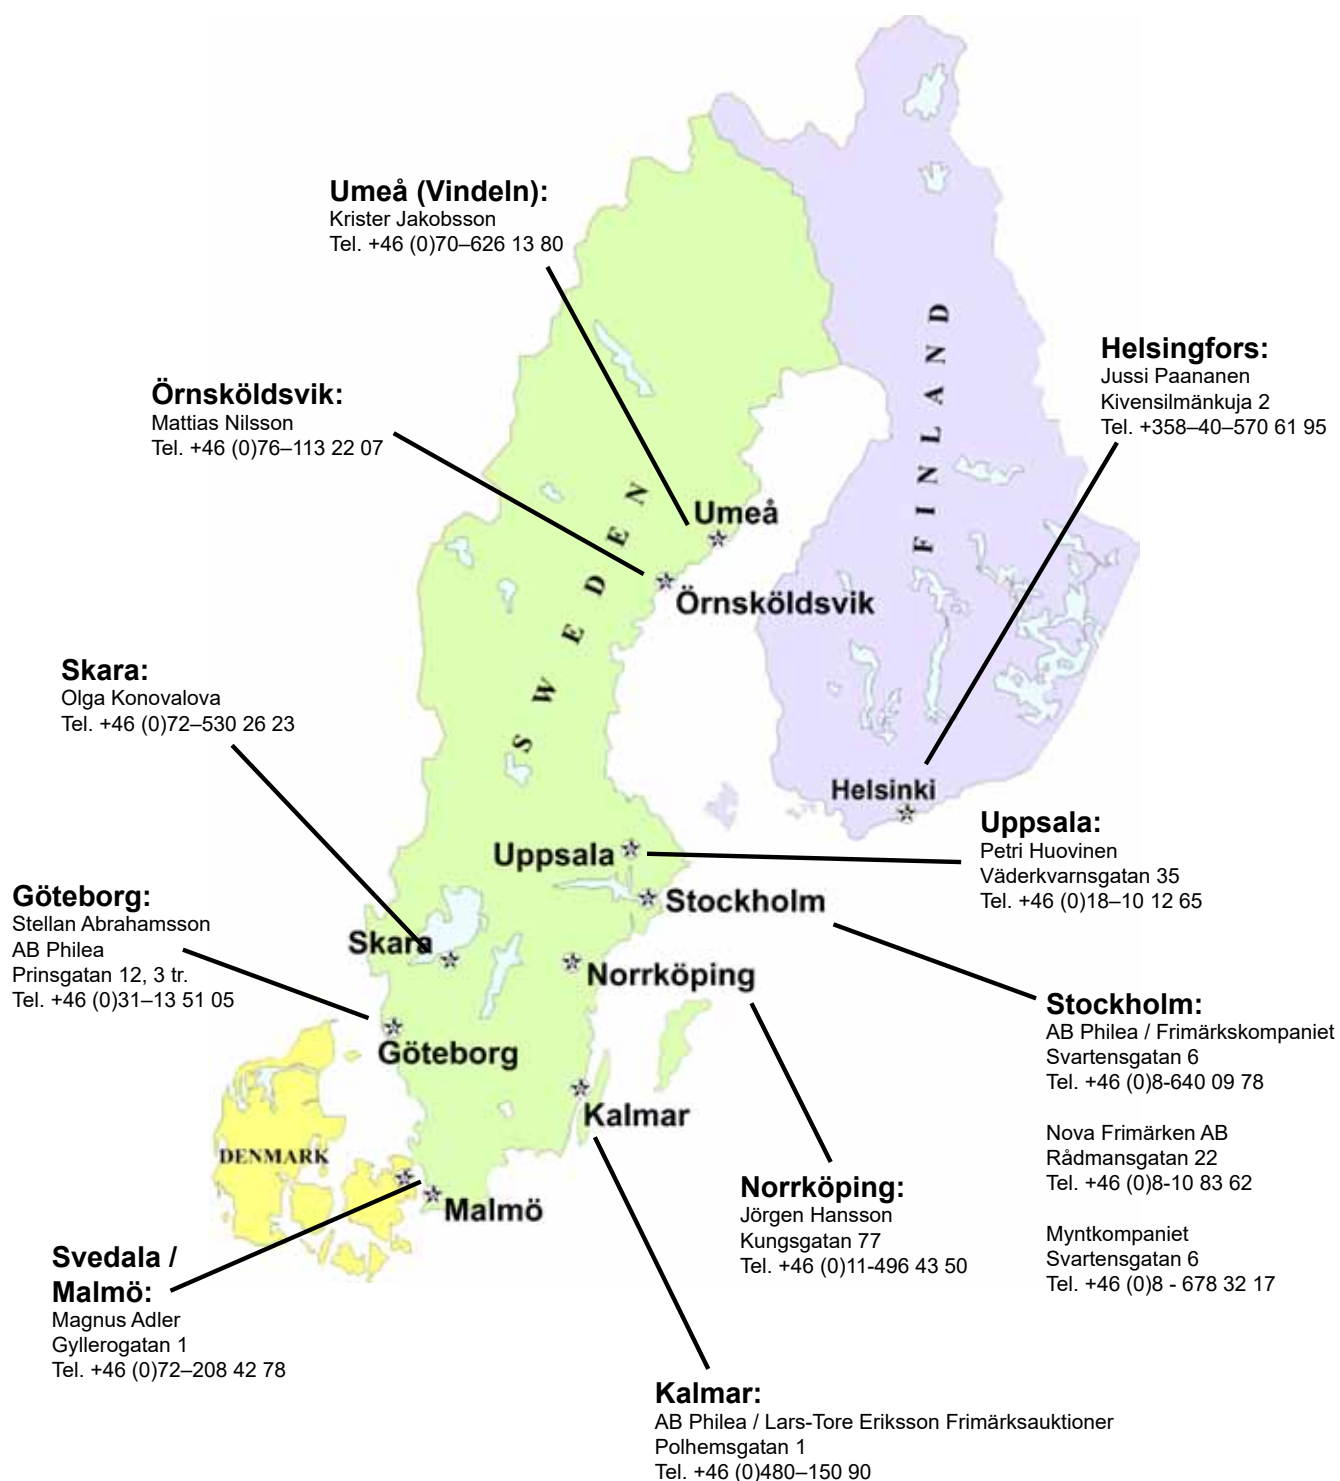 Umeå (Vindeln):
Krister Jakobsson
Tel. +46 (0)70–626 13 80
Örnsköldsvik:
Mattias Nilsson
Tel. +46 (0)76–113 22 07
Helsingfors:
Jussi Paananen
Kivensilmänkuja 2
Tel. +358–40–570 61 95
FINLAND
SWEDEN
Umeå
Örnsköldsvik
Skara:
Olga Konovalova
Tel. +46 (0)72–530 26 23
Helsinki
Uppsala:
Petri Huovinen
Väderkvarnsgatan 35
Tel. +46 (0)18–10 12 65
Uppsala
Stockholm
Göteborg:
Stellan Abrahamsson
AB Philea
Prinsgatan 12, 3 tr.
Tel. +46 (0)31–13 51 05
Skara
Norrköping
Göteborg
Kalmar
DENMARK
Malmö
Stockholm:
AB Philea / Frimärkskompaniet
Svartensgatan 6
Tel. +46 (0)8-640 09 78
Nova Frimärken AB
Rådmansgatan 22
Tel. +46 (0)8-10 83 62
Myntkompaniet
Svartensgatan 6
Tel. +46 (0)8 - 678 32 17
Norrköping:
Jörgen Hansson
Kungsgatan 77
Tel. +46 (0)11-496 43 50
Svedala /
Malmö:
Magnus Adler
Gyllerogatan 1
Tel. +46 (0)72–208 42 78
Kalmar:
AB Philea / Lars-Tore Eriksson Frimärksauktioner
Polhemsgatan 1
Tel. +46 (0)480–150 90